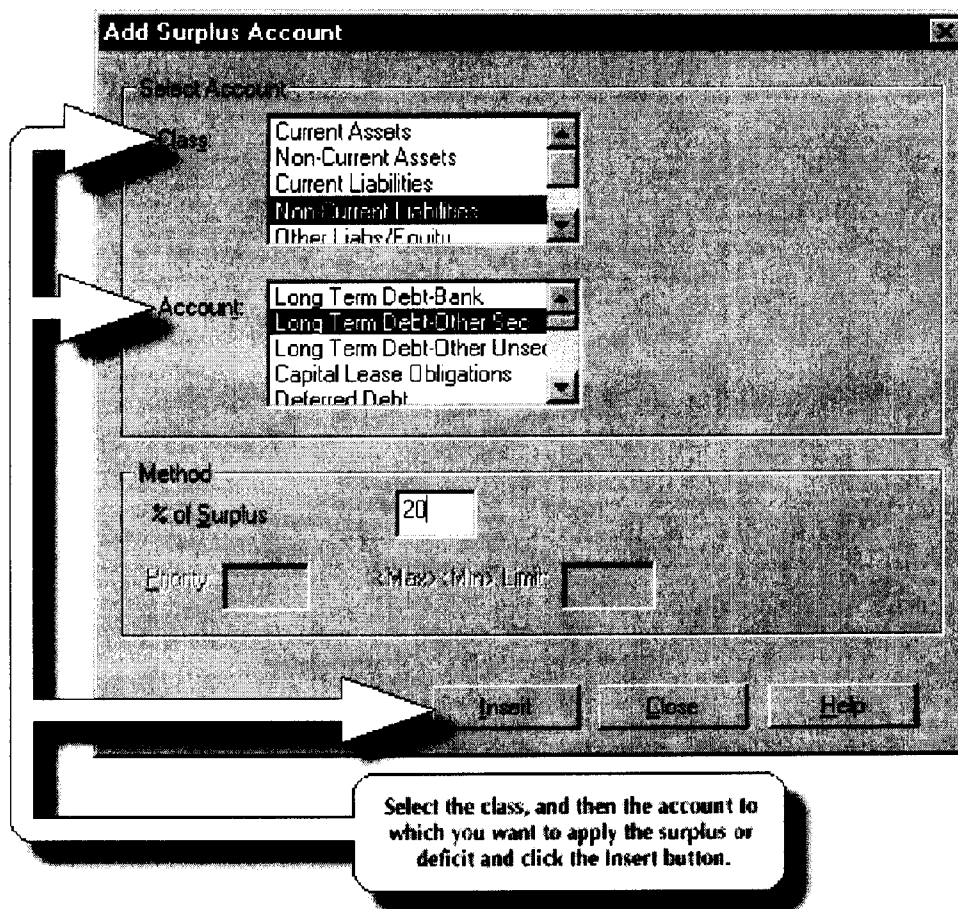 Add Surplus Account
Select Account
Class:
Current Assets
Non-Current Assets
Current Liabilities
Non-Current Liabilities
Other Liabs/Equity
Account:
Long Term Debt-Bank
Long Term Debt-Other Sec
Long Term Debt-Other Unsec
Capital Lease Obligations
Deferred Debt
Method
% of Surplus
20
Priority:
<Max> <Min> Limit:
Insert
Close
Help
Select the class, and then the account to
which you want to apply the surplus or
deficit and click the Insert button.